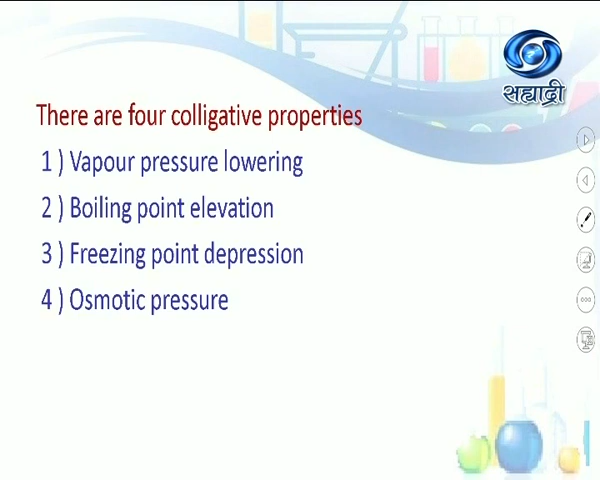 सह्याद्री
There are four colligative properties
1 ) Vapour pressure lowering
2 ) Boiling point elevation
3 ) Freezing point depression
4 ) Osmotic pressure